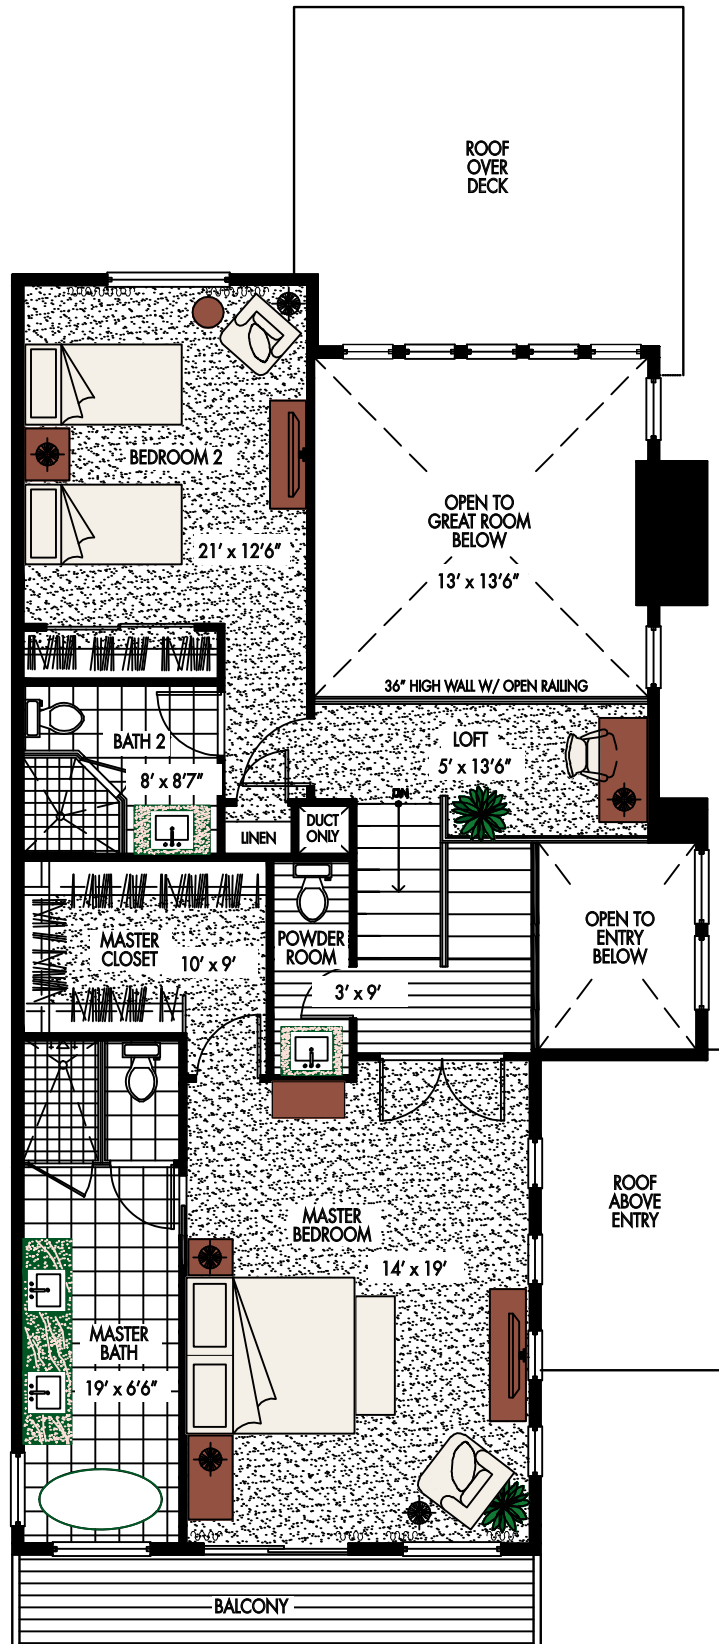 ROOF
OVER
DECK
BEDROOM 2
21' x 12'6"
OPEN TO
GREAT ROOM
BELOW
13' x 13'6"
36" HIGH WALL W/ OPEN RAILING
BATH 2
8' x 8'7"
LOFT
5' x 13'6"
DN
LINEN
DUCT
ONLY
MASTER
CLOSET
10' x 9'
POWDER
ROOM
3' x 9'
OPEN TO
ENTRY
BELOW
ROOF
ABOVE
ENTRY
MASTER
BEDROOM
14' x 19'
MASTER
BATH
19' x 6'6"
BALCONY